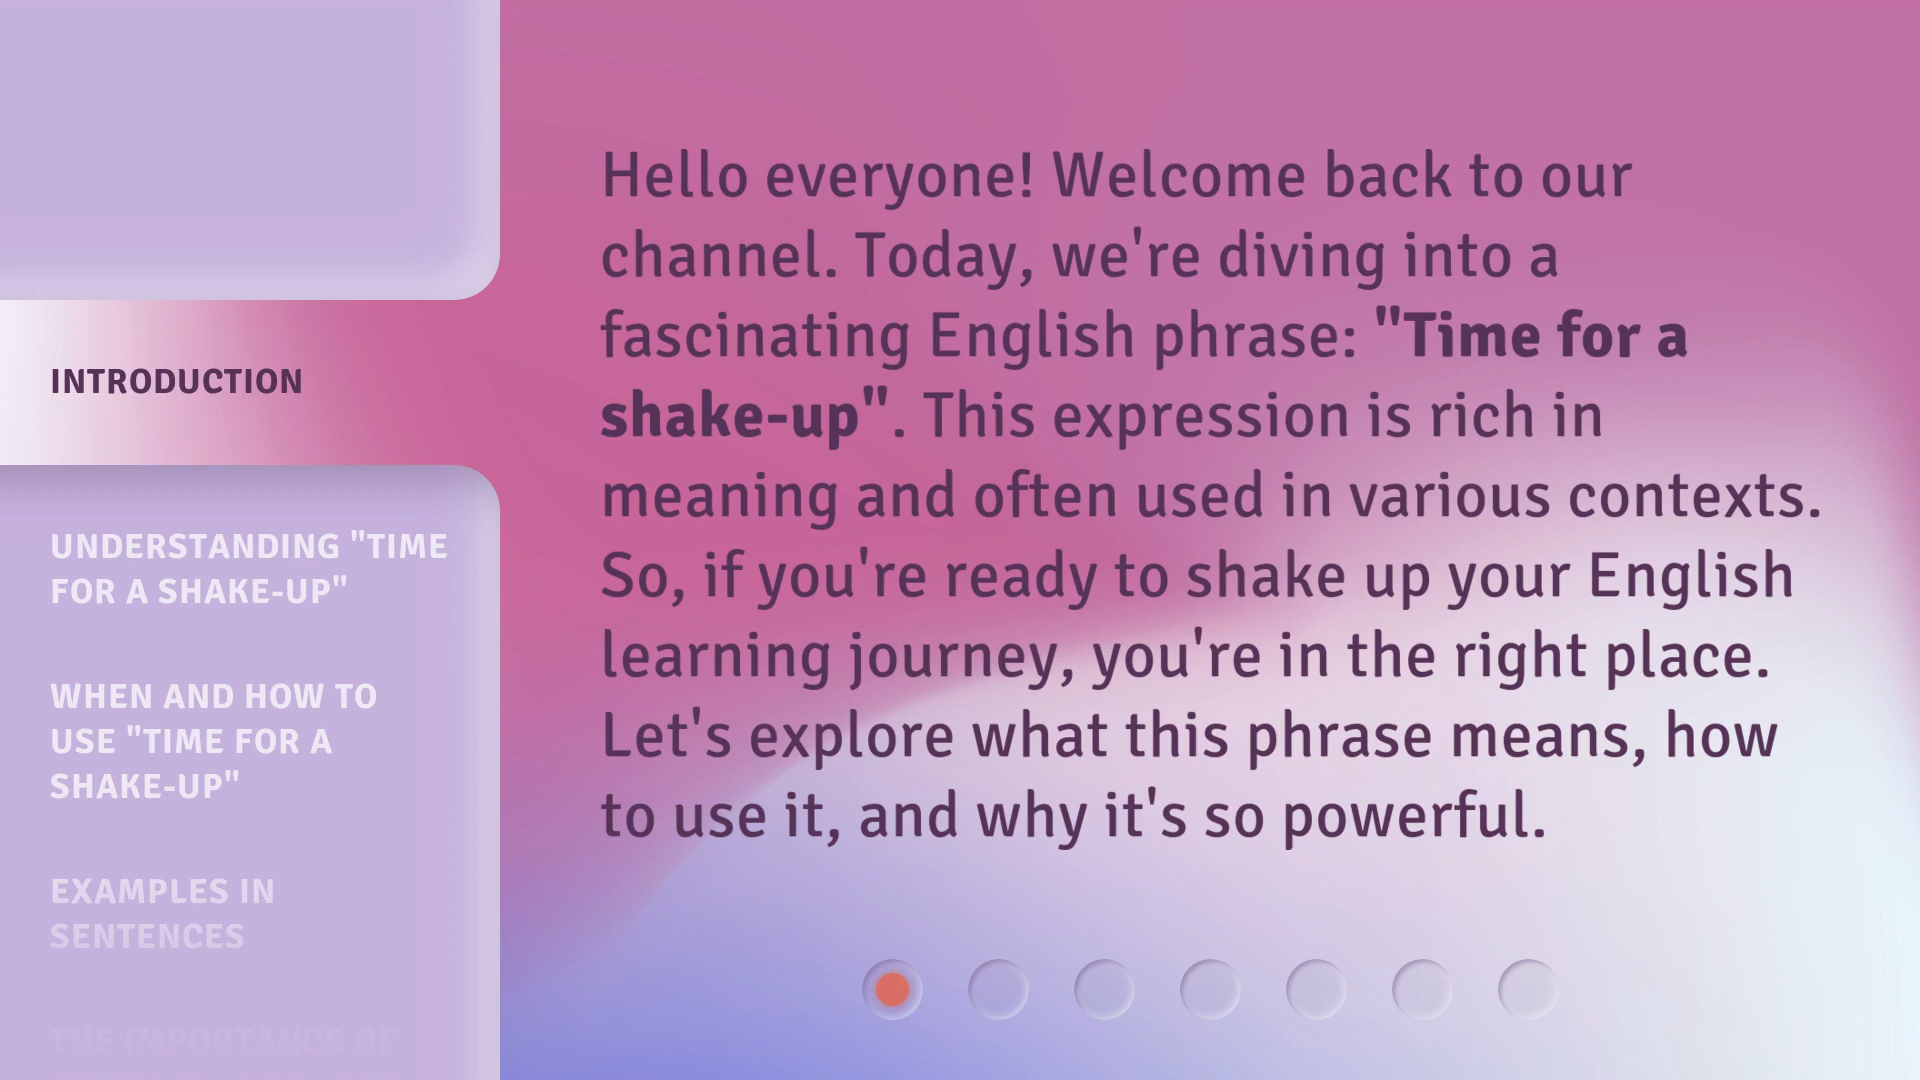 INTRODUCTION
UNDERSTANDING "TIME
FOR A SHAKE-UP"
WHEN AND HOW TO
USE "TIME FOR A
SHAKE-UP"
EXAMPLES IN
SENTENCES
THE IMPORTANCE OF
Hello everyone! Welcome back to our
channel. Today, we're diving into a
fascinating English phrase: "Time for a
shake-up". This expression is rich in
meaning and often used in various contexts.
So, if you're ready to shake up your English
learning journey, you're in the right place.
Let's explore what this phrase means, how
to use it, and why it's so powerful.